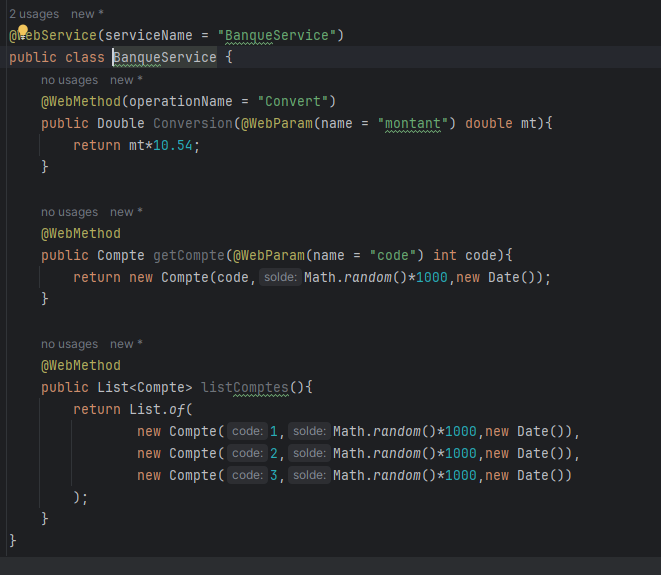 2 usages new *
@WebService(serviceName = "BanqueService")
public class BanqueService {
no usages new *
@WebMethod(operationName = "Convert")
public Double Conversion(@WebParam(name = "montant") double mt){
return mt*10.54;
}
no usages new *
@WebMethod
public Compte getCompte(@WebParam(name = "code") int code){
return new Compte(code, solde: Math.random()*1000,new Date());
}
no usages new *
@WebMethod
public List<Compte> listComptes(){
return List.of(
new Compte( code: 1, solde: Math.random()*1000,new Date()),
new Compte( code: 2, solde: Math.random()*1000,new Date()),
new Compte( code: 3, solde: Math.random()*1000,new Date())
);
}
}